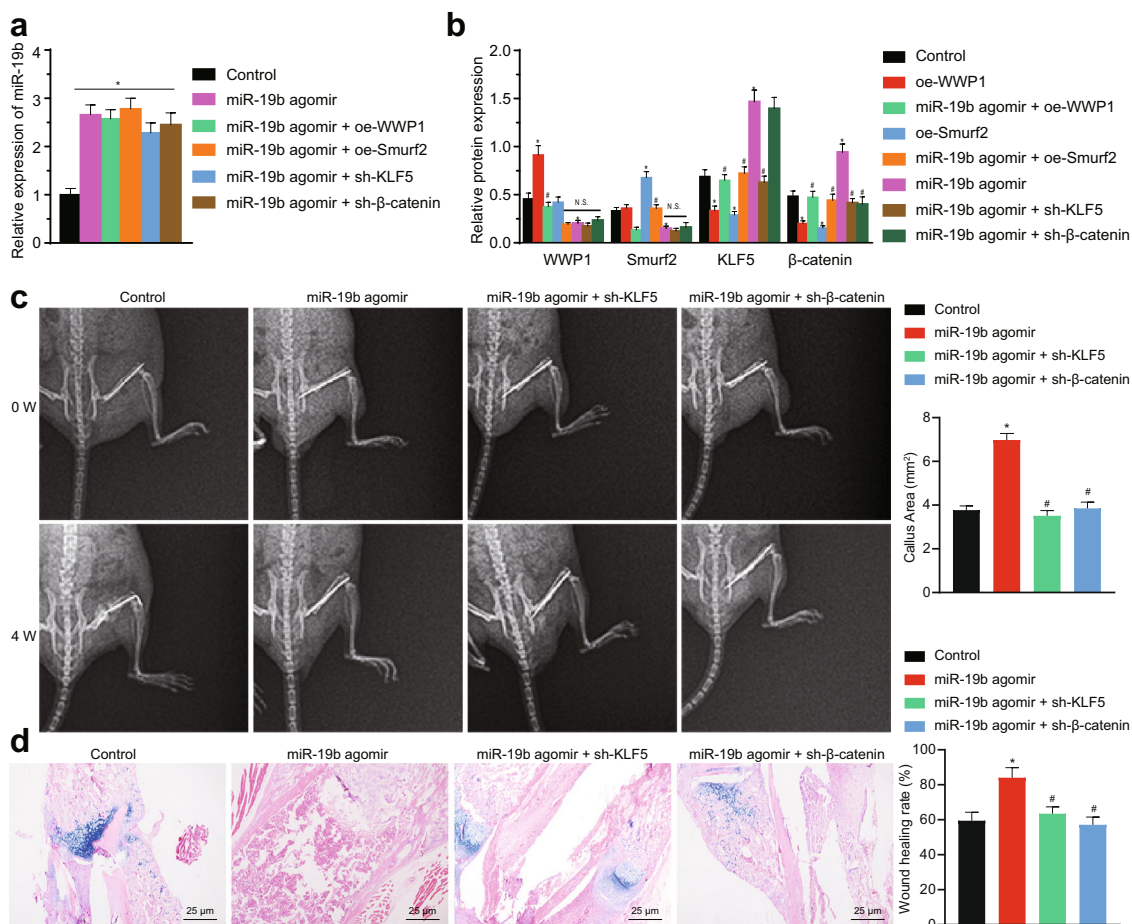 a
Relative expression of miR-19b
4
3
2
1
0
*
Control
miR-19b agomir
miR-19b agomir + oe-WWP1
miR-19b agomir + oe-Smurf2
miR-19b agomir + sh-KLF5
miR-19b agomir + sh-β-catenin
b
Relative protein expression
2.0
1.5
1.0
0.5
0
* # N.S. *
* # N.S. *
* # * # * #
* # * # * # #
WWP1 Smurf2 KLF5 β-catenin
Control
oe-WWP1
miR-19b agomir + oe-WWP1
oe-Smurf2
miR-19b agomir + oe-Smurf2
miR-19b agomir
miR-19b agomir + sh-KLF5
miR-19b agomir + sh-β-catenin
c
Control miR-19b agomir miR-19b agomir + sh-KLF5 miR-19b agomir + sh-β-catenin
0 W
4 W
Control
miR-19b agomir
miR-19b agomir + sh-KLF5
miR-19b agomir + sh-β-catenin
Callus Area (mm²)
8
6
4
2
0
* # #
d
Control miR-19b agomir miR-19b agomir + sh-KLF5 miR-19b agomir + sh-β-catenin
25 µm 25 µm 25 µm 25 µm
Control
miR-19b agomir
miR-19b agomir + sh-KLF5
miR-19b agomir + sh-β-catenin
Wound healing rate (%)
100
80
60
40
20
0
* # #